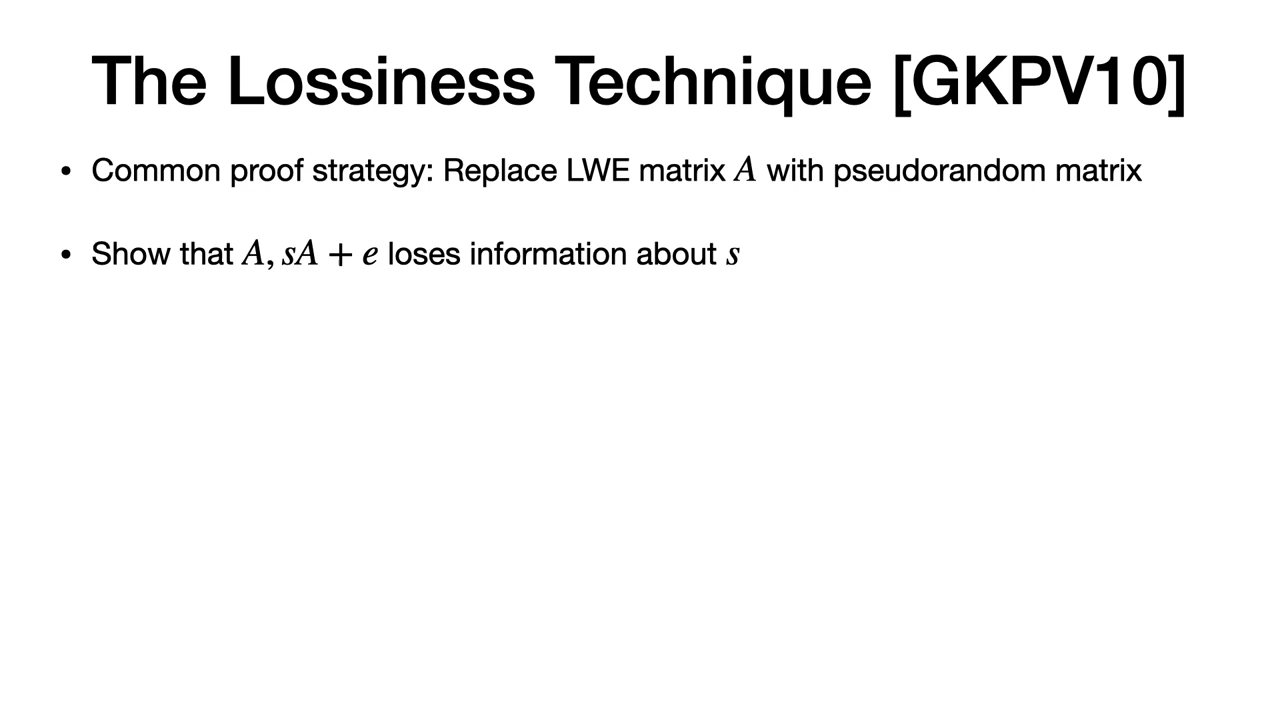 The Lossiness Technique [GKPV10]
• Common proof strategy: Replace LWE matrix A with pseudorandom matrix
• Show that A, sA + e loses information about s